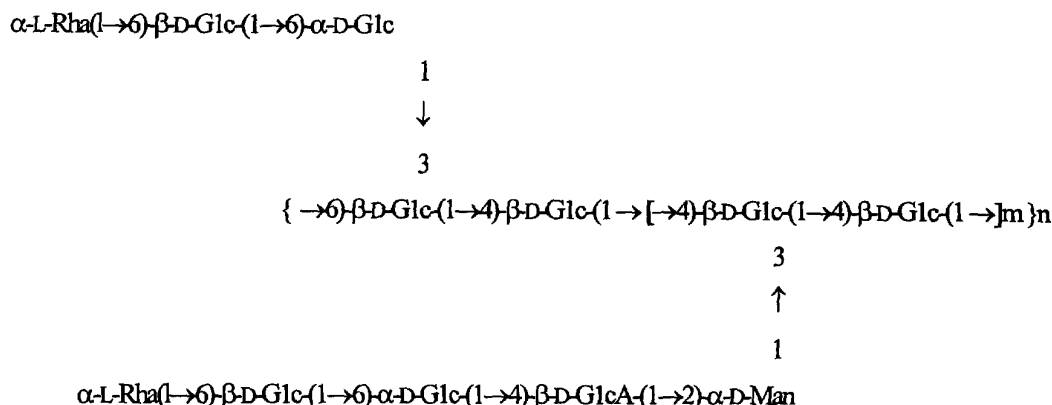 α-L-Rha(1→6)-β-D-Glc-(1→6)-α-D-Glc
1
↓
3
{ →6)-β-D-Glc-(1→4)-β-D-Glc-(1→[→4)-β-D-Glc-(1→4)-β-D-Glc-(1→]m}n
3
↑
1
α-L-Rha(1→6)-β-D-Glc-(1→6)-α-D-Glc-(1→4)-β-D-GlcA-(1→2)-α-D-Man